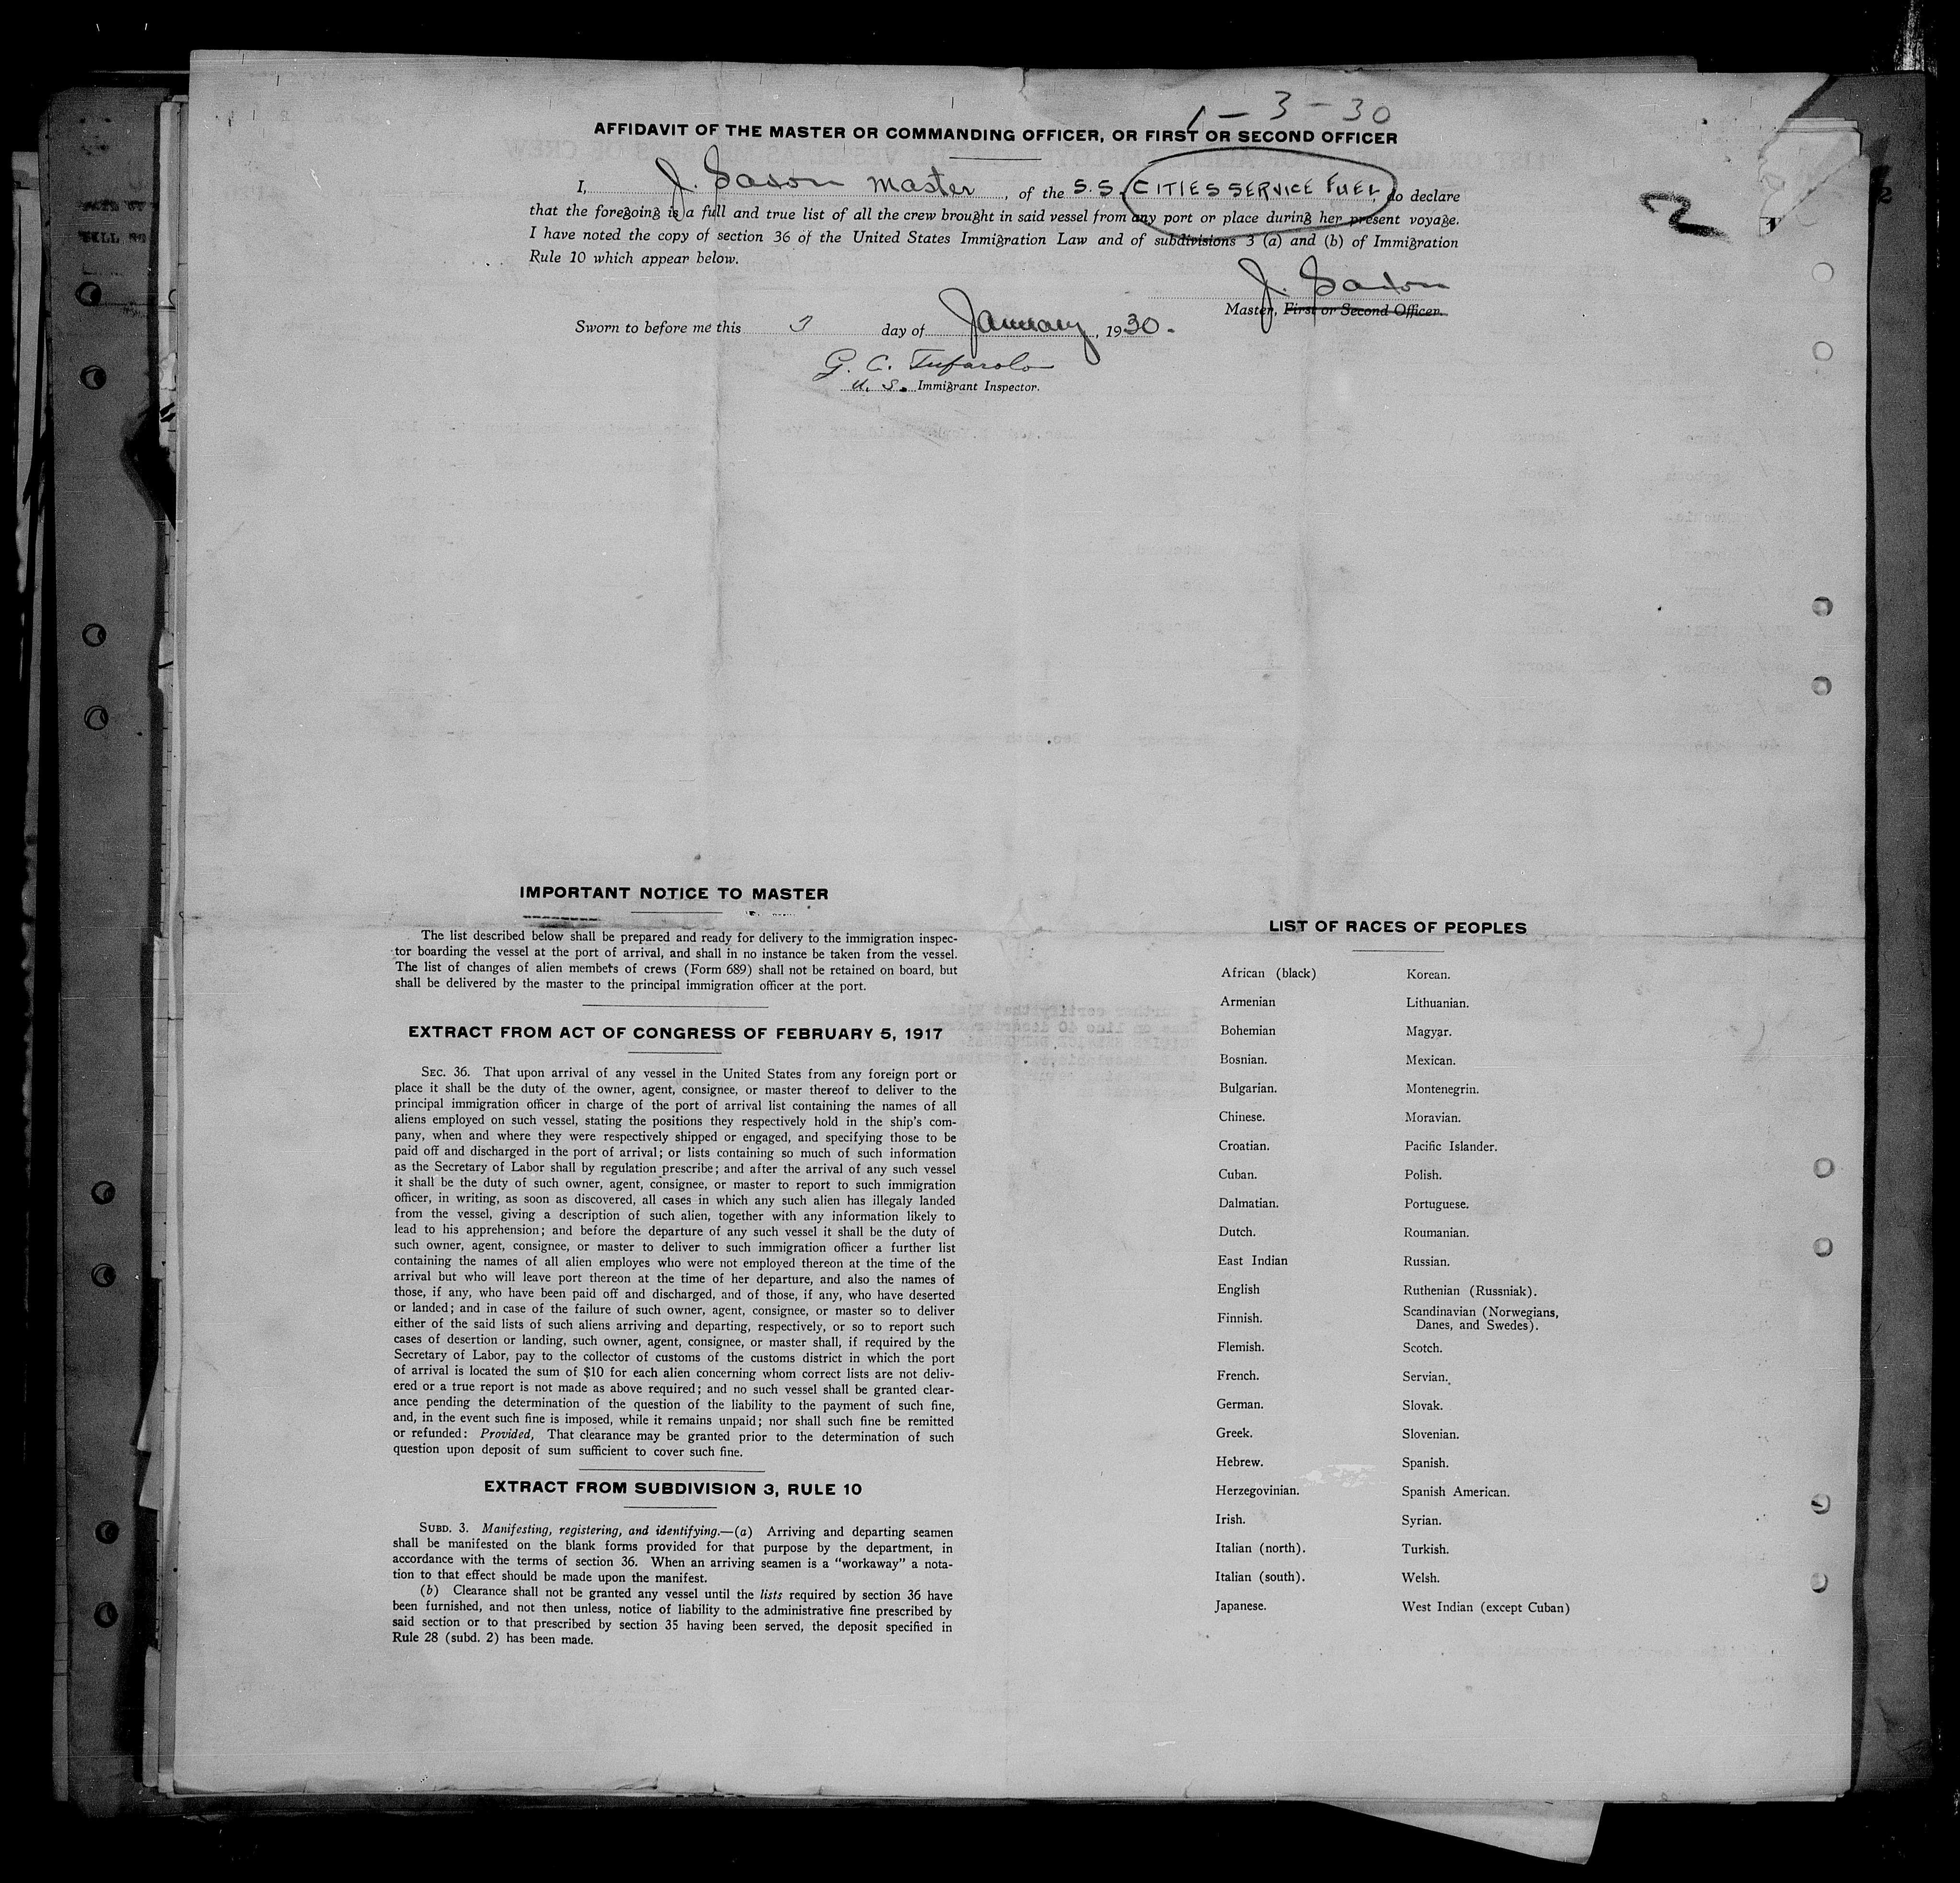 1 - 3 - 30
AFFIDAVIT OF THE MASTER OR COMMANDING OFFICER, OR FIRST OR SECOND OFFICER
I, J. Saxon Master, of the S.S. CITIES SERVICE FUEL, do declare
that the foregoing is a full and true list of all the crew brought in said vessel from any port or place during her present voyage.
I have noted the copy of section 36 of the United States Immigration Law and of subdivisions 3 (a) and (b) of Immigration
Rule 10 which appear below.
2
J. Saxon
Master, First or Second Officer.
Sworn to before me this 3 day of January, 1930.
G. C. Tufarolo
U. S. Immigrant Inspector.
IMPORTANT NOTICE TO MASTER
The list described below shall be prepared and ready for delivery to the immigration inspec-
tor boarding the vessel at the port of arrival, and shall in no instance be taken from the vessel.
The list of changes of alien members of crews (Form 689) shall not be retained on board, but
shall be delivered by the master to the principal immigration officer at the port.
EXTRACT FROM ACT OF CONGRESS OF FEBRUARY 5, 1917
SEC. 36. That upon arrival of any vessel in the United States from any foreign port or
place it shall be the duty of the owner, agent, consignee, or master thereof to deliver to the
principal immigration officer in charge of the port of arrival list containing the names of all
aliens employed on such vessel, stating the positions they respectively hold in the ship's com-
pany, when and where they were respectively shipped or engaged, and specifying those to be
paid off and discharged in the port of arrival; or lists containing so much of such information
as the Secretary of Labor shall by regulation prescribe; and after the arrival of any such vessel
it shall be the duty of such owner, agent, consignee, or master to report to such immigration
officer, in writing, as soon as discovered, all cases in which any such alien has illegaly landed
from the vessel, giving a description of such alien, together with any information likely to
lead to his apprehension; and before the departure of any such vessel it shall be the duty of
such owner, agent, consignee, or master to deliver to such immigration officer a further list
containing the names of all alien employes who were not employed thereon at the time of the
arrival but who will leave port thereon at the time of her departure, and also the names of
those, if any, who have been paid off and discharged, and of those, if any, who have deserted
or landed; and in case of the failure of such owner, agent, consignee, or master so to deliver
either of the said lists of such aliens arriving and departing, respectively, or so to report such
cases of desertion or landing, such owner, agent, consignee, or master shall, if required by the
Secretary of Labor, pay to the collector of customs of the customs district in which the port
of arrival is located the sum of $10 for each alien concerning whom correct lists are not deliv-
ered or a true report is not made as above required; and no such vessel shall be granted clear-
ance pending the determination of the question of the liability to the payment of such fine,
and, in the event such fine is imposed, while it remains unpaid; nor shall such fine be remitted
or refunded: Provided, That clearance may be granted prior to the determination of such
question upon deposit of sum sufficient to cover such fine.
EXTRACT FROM SUBDIVISION 3, RULE 10
SUBD. 3. Manifesting, registering, and identifying.—(a) Arriving and departing seamen
shall be manifested on the blank forms provided for that purpose by the department, in
accordance with the terms of section 36. When an arriving seamen is a "workaway" a nota-
tion to that effect should be made upon the manifest.
(b) Clearance shall not be granted any vessel until the lists required by section 36 have
been furnished, and not then unless, notice of liability to the administrative fine prescribed by
said section or to that prescribed by section 35 having been served, the deposit specified in
Rule 28 (subd. 2) has been made.
LIST OF RACES OF PEOPLES
African (black)
Armenian
Bohemian
Bosnian.
Bulgarian.
Chinese.
Croatian.
Cuban.
Dalmatian.
Dutch.
East Indian
English
Finnish.
Flemish.
French.
German.
Greek.
Hebrew.
Herzegovinian.
Irish.
Italian (north).
Italian (south).
Japanese.
Korean.
Lithuanian.
Magyar.
Mexican.
Montenegrin.
Moravian.
Pacific Islander.
Polish.
Portuguese.
Roumanian.
Russian.
Ruthenian (Russniak).
Scandinavian (Norwegians,
Danes, and Swedes).
Scotch.
Servian.
Slovak.
Slovenian.
Spanish.
Spanish American.
Syrian.
Turkish.
Welsh.
West Indian (except Cuban)